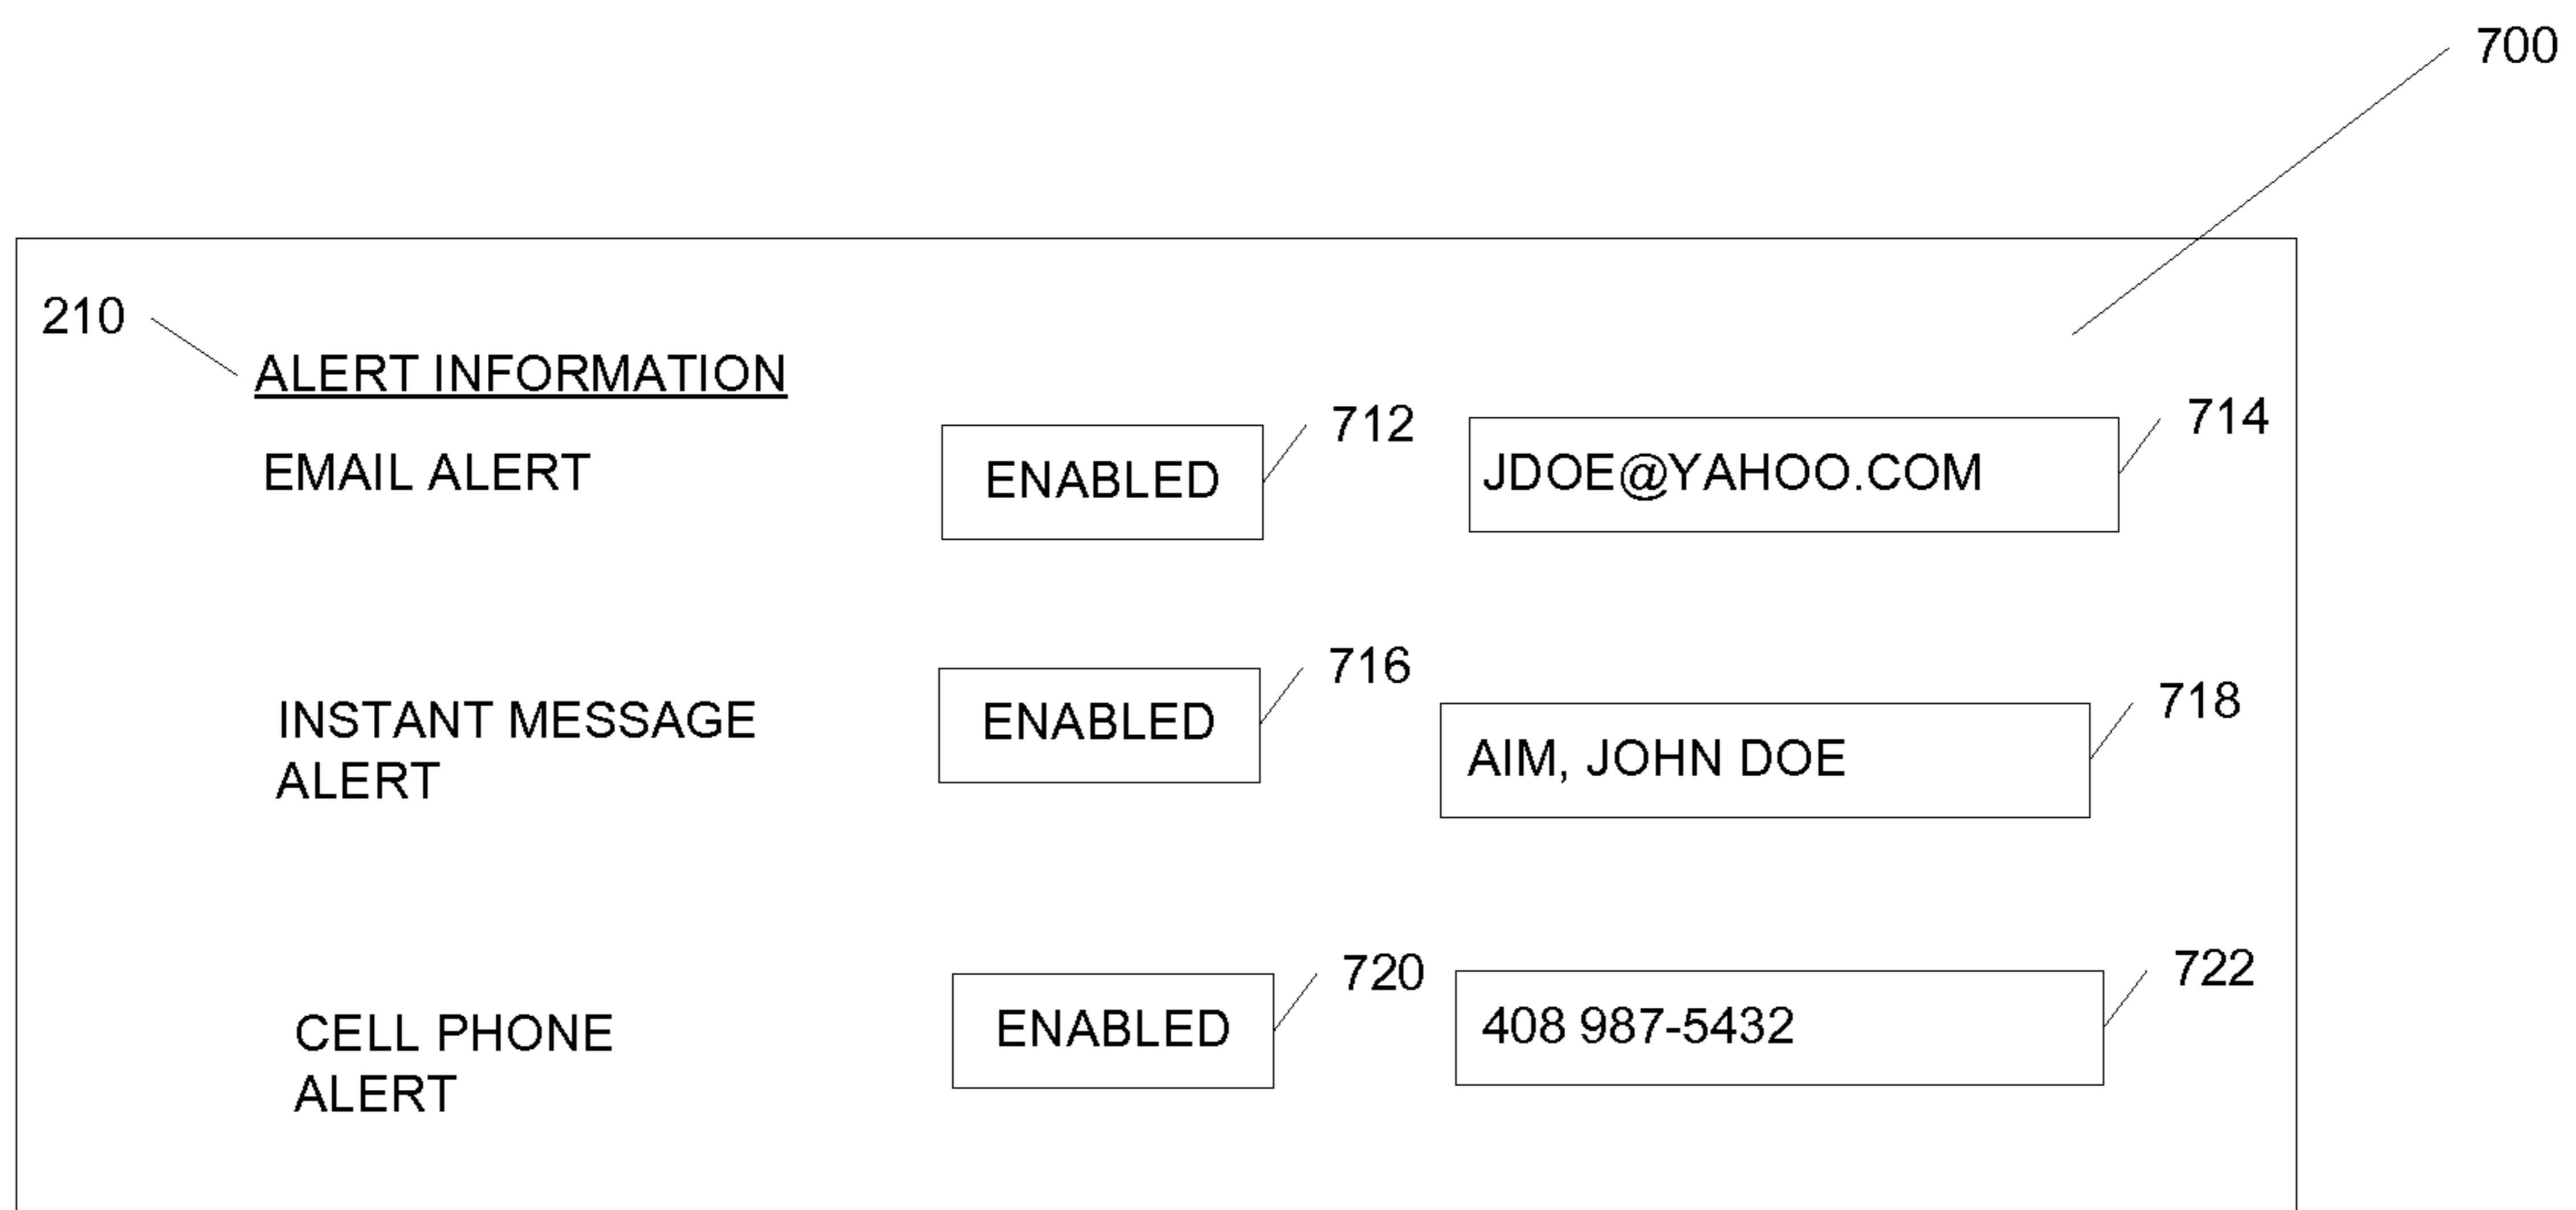 700
210
ALERT INFORMATION
EMAIL ALERT
ENABLED
712
JDOE@YAHOO.COM
714
INSTANT MESSAGE
ALERT
ENABLED
716
AIM, JOHN DOE
718
CELL PHONE
ALERT
ENABLED
720
408 987-5432
722